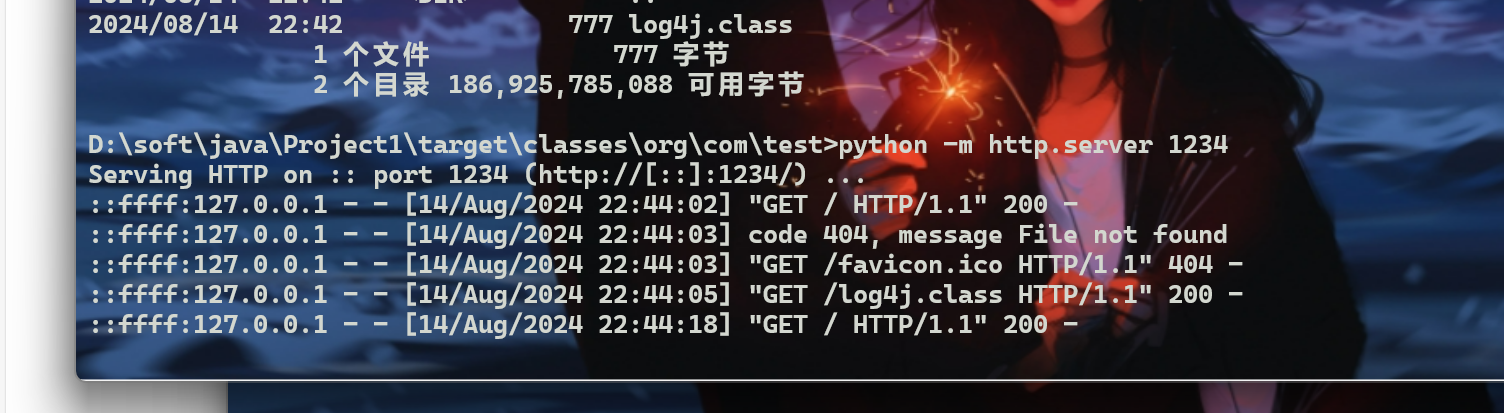 2024/08/14  22:42               777 log4j.class
               1 个文件            777 字节
               2 个目录 186,925,785,088 可用字节
D:\soft\java\Project1\target\classes\org\com\test>python -m http.server 1234
Serving HTTP on :: port 1234 (http://[::]:1234/) ...
::ffff:127.0.0.1 - - [14/Aug/2024 22:44:02] "GET / HTTP/1.1" 200 -
::ffff:127.0.0.1 - - [14/Aug/2024 22:44:03] code 404, message File not found
::ffff:127.0.0.1 - - [14/Aug/2024 22:44:03] "GET /favicon.ico HTTP/1.1" 404 -
::ffff:127.0.0.1 - - [14/Aug/2024 22:44:05] "GET /log4j.class HTTP/1.1" 200 -
::ffff:127.0.0.1 - - [14/Aug/2024 22:44:18] "GET / HTTP/1.1" 200 -